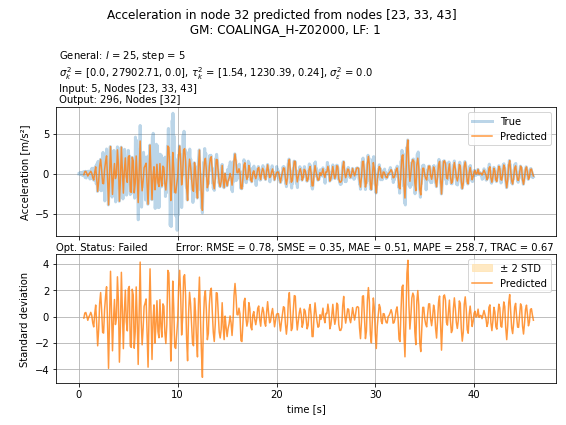 Acceleration in node 32 predicted from nodes [23, 33, 43]
GM: COALINGA_H-Z02000, LF: 1
General: l = 25, step = 5
σ²ₖ = [0.0, 27902.71, 0.0], τ²ₖ = [1.54, 1230.39, 0.24], σ²ε = 0.0
Input: 5, Nodes [23, 33, 43]
Output: 296, Nodes [32]
Acceleration [m/s²]
5
0
−5
True
Predicted
Opt. Status: Failed
Error: RMSE = 0.78, SMSE = 0.35, MAE = 0.51, MAPE = 258.7, TRAC = 0.67
Standard deviation
4
2
0
−2
−4
± 2 STD
Predicted
0
10
20
30
40
time [s]